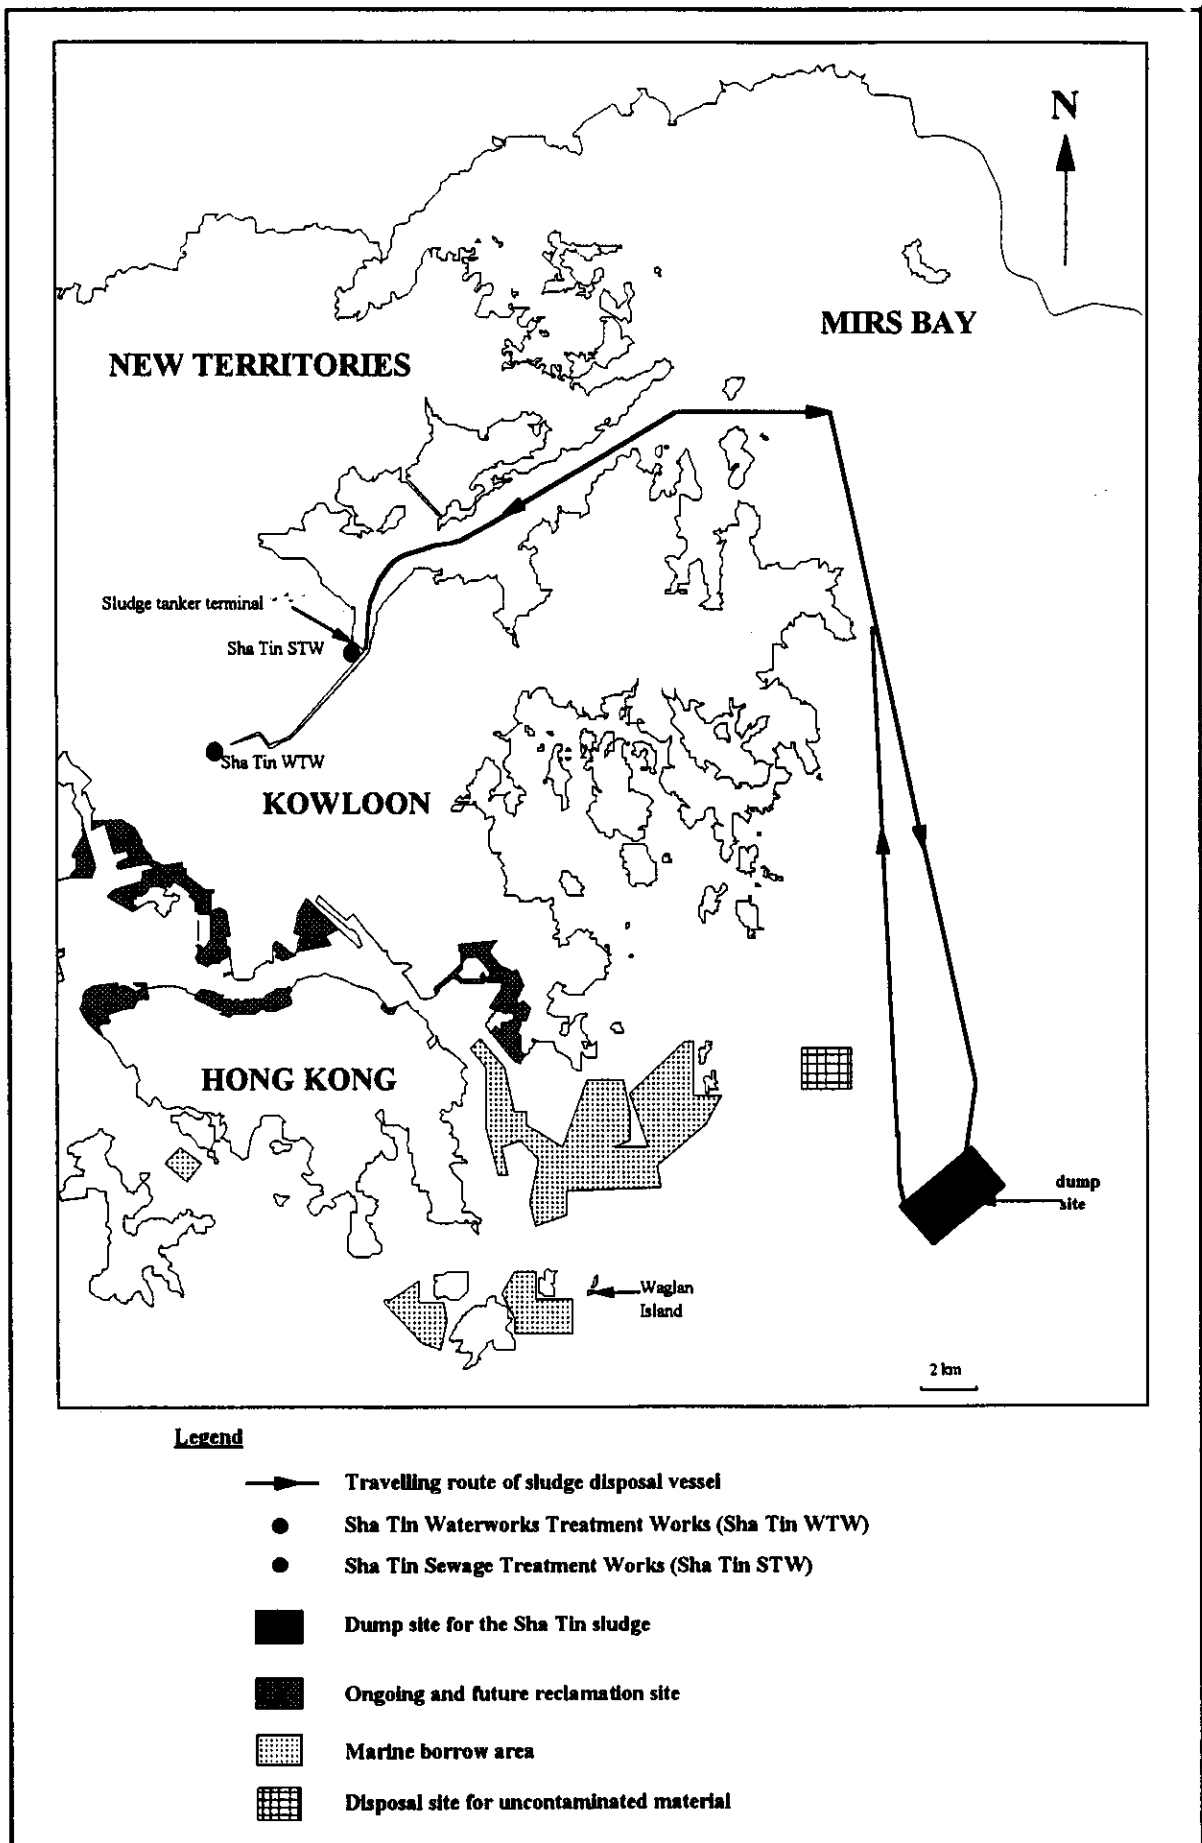 N
MIRS BAY
NEW TERRITORIES
Sludge tanker terminal
Sha Tin STW
Sha Tin WTW
KOWLOON
HONG KONG
dump
site
Waglan
Island
2 km
Legend
Travelling route of sludge disposal vessel
Sha Tin Waterworks Treatment Works (Sha Tin WTW)
Sha Tin Sewage Treatment Works (Sha Tin STW)
Dump site for the Sha Tin sludge
Ongoing and future reclamation site
Marine borrow area
Disposal site for uncontaminated material